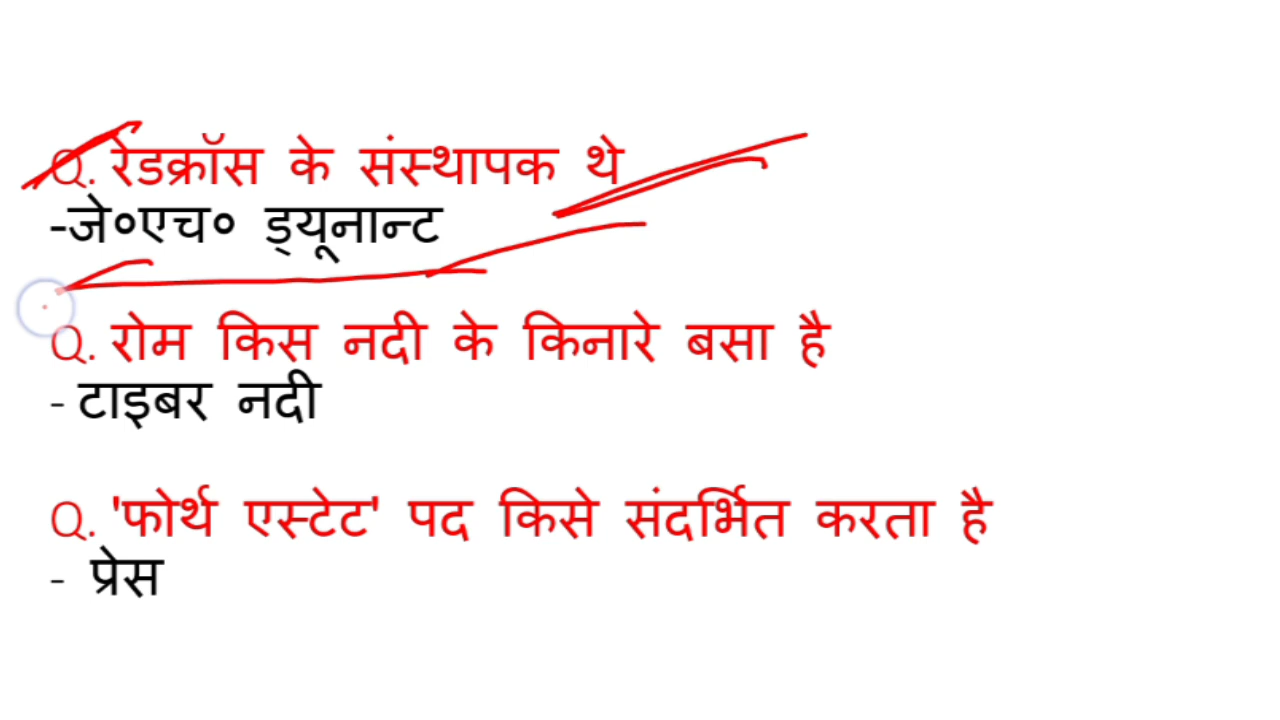 Q. रेडक्रॉस के संस्थापक थे
-जे०एच० ड्यूनान्ट
Q. रोम किस नदी के किनारे बसा है
- टाइबर नदी
Q. 'फोर्थ एस्टेट' पद किसे संदर्भित करता है
- प्रेस